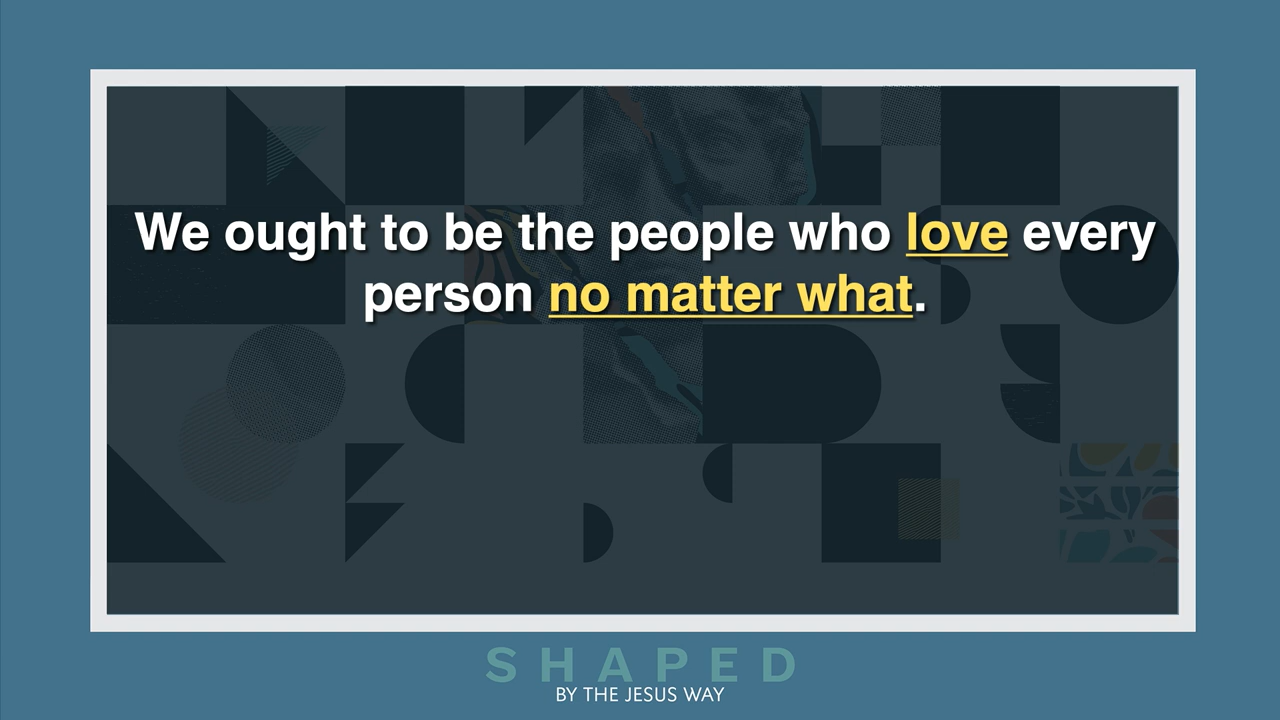 We ought to be the people who love every
person no matter what.
SHAPED
BY THE JESUS WAY